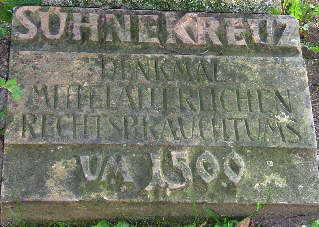 SÜHNEKREUZ
DENKMAL
MITTELALTERLICHEN
RECHTSBRAUCHTUMS
UM 1500